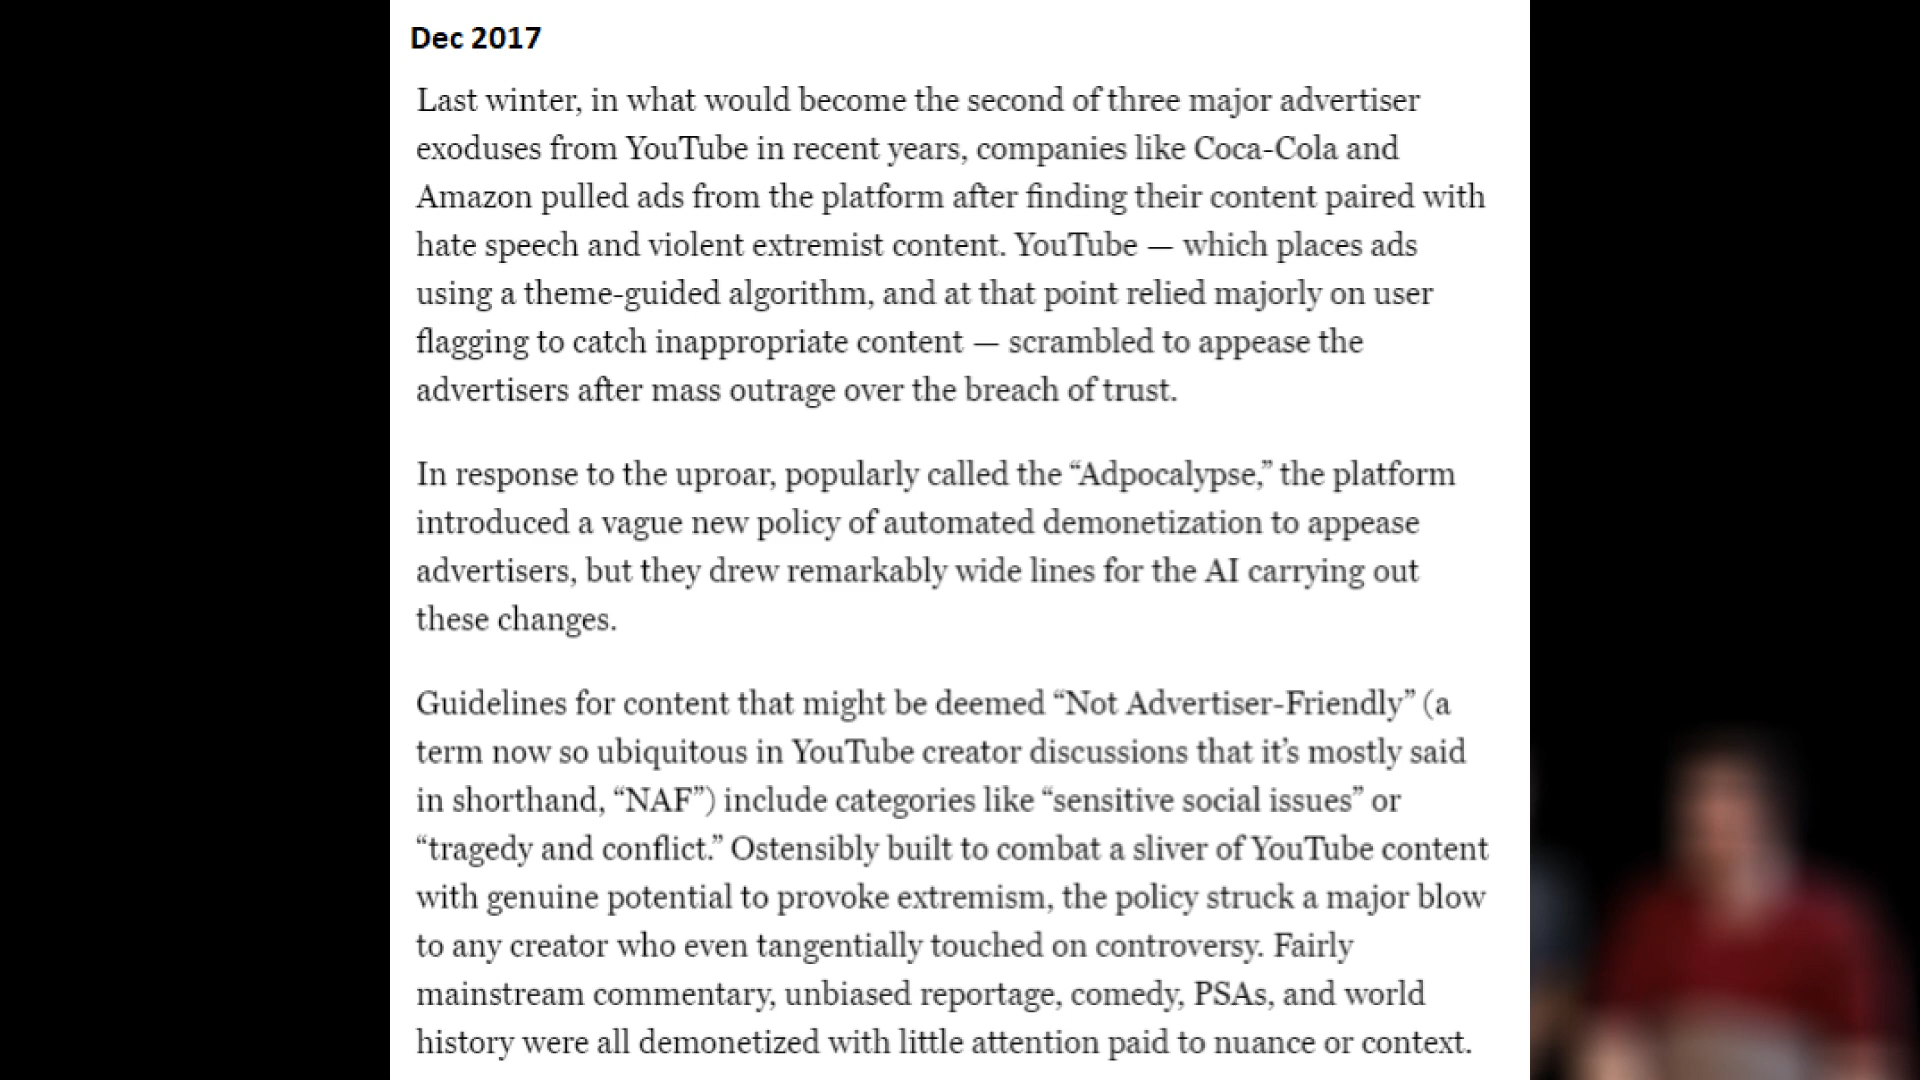 Dec 2017
Last winter, in what would become the second of three major advertiser
exoduses from YouTube in recent years, companies like Coca-Cola and
Amazon pulled ads from the platform after finding their content paired with
hate speech and violent extremist content. YouTube — which places ads
using a theme-guided algorithm, and at that point relied majorly on user
flagging to catch inappropriate content — scrambled to appease the
advertisers after mass outrage over the breach of trust.
In response to the uproar, popularly called the “Adpocalypse,” the platform
introduced a vague new policy of automated demonetization to appease
advertisers, but they drew remarkably wide lines for the AI carrying out
these changes.
Guidelines for content that might be deemed “Not Advertiser-Friendly” (a
term now so ubiquitous in YouTube creator discussions that it’s mostly said
in shorthand, “NAF”) include categories like “sensitive social issues” or
“tragedy and conflict.” Ostensibly built to combat a sliver of YouTube content
with genuine potential to provoke extremism, the policy struck a major blow
to any creator who even tangentially touched on controversy. Fairly
mainstream commentary, unbiased reportage, comedy, PSAs, and world
history were all demonetized with little attention paid to nuance or context.